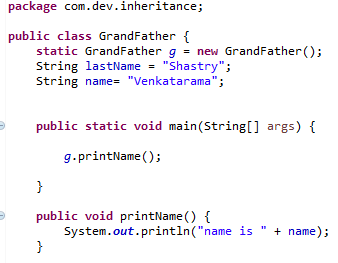 package com.dev.inheritance;
public class GrandFather {
static GrandFather g = new GrandFather();
String lastName = "Shastry";
String name= "Venkatarama";
public static void main(String[] args) {
g.printName();
}
public void printName() {
System.out.println("name is " + name);
}